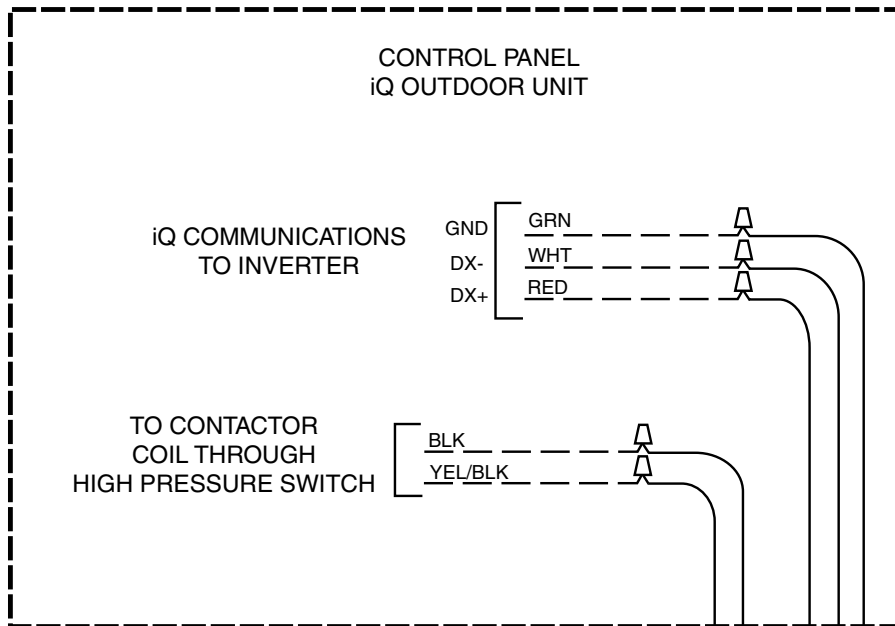 CONTROL PANEL
iQ OUTDOOR UNIT
iQ COMMUNICATIONS
TO INVERTER
GND
GRN
DX-
WHT
DX+
RED
TO CONTACTOR
COIL THROUGH
HIGH PRESSURE SWITCH
BLK
YEL/BLK